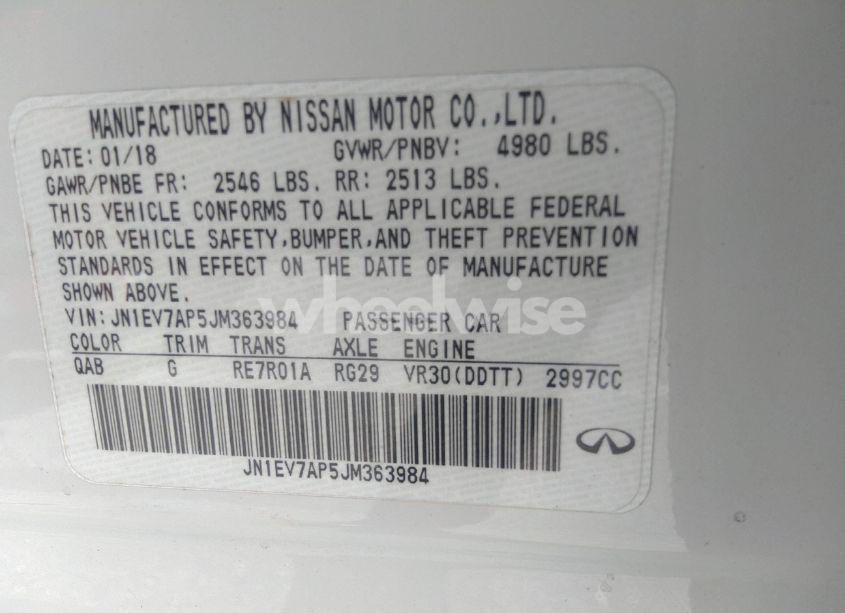 MANUFACTURED BY NISSAN MOTOR CO.,LTD.
DATE: 01/18 GVWR/PNBV: 4980 LBS.
GAWR/PNBE FR: 2546 LBS. RR: 2513 LBS.
THIS VEHICLE CONFORMS TO ALL APPLICABLE FEDERAL
MOTOR VEHICLE SAFETY,BUMPER,AND THEFT PREVENTION
STANDARDS IN EFFECT ON THE DATE OF MANUFACTURE
SHOWN ABOVE.
wheelwise
VIN: JN1EV7AP5JM363984 PASSENGER CAR
COLOR TRIM TRANS AXLE ENGINE
QAB G RE7R01A RG29 VR30(DDTT) 2997CC
JN1EV7AP5JM363984